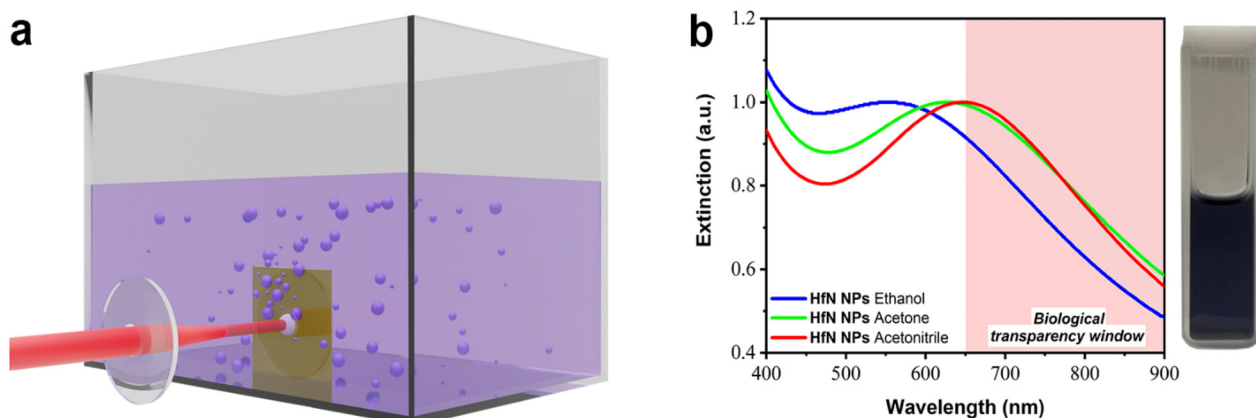 a
b
1.2
1.0
0.8
0.6
0.4
Extinction (a.u.)
HfN NPs Ethanol
HfN NPs Acetone
HfN NPs Acetonitrile
Biological
transparency window
400 500 600 700 800 900
Wavelength (nm)